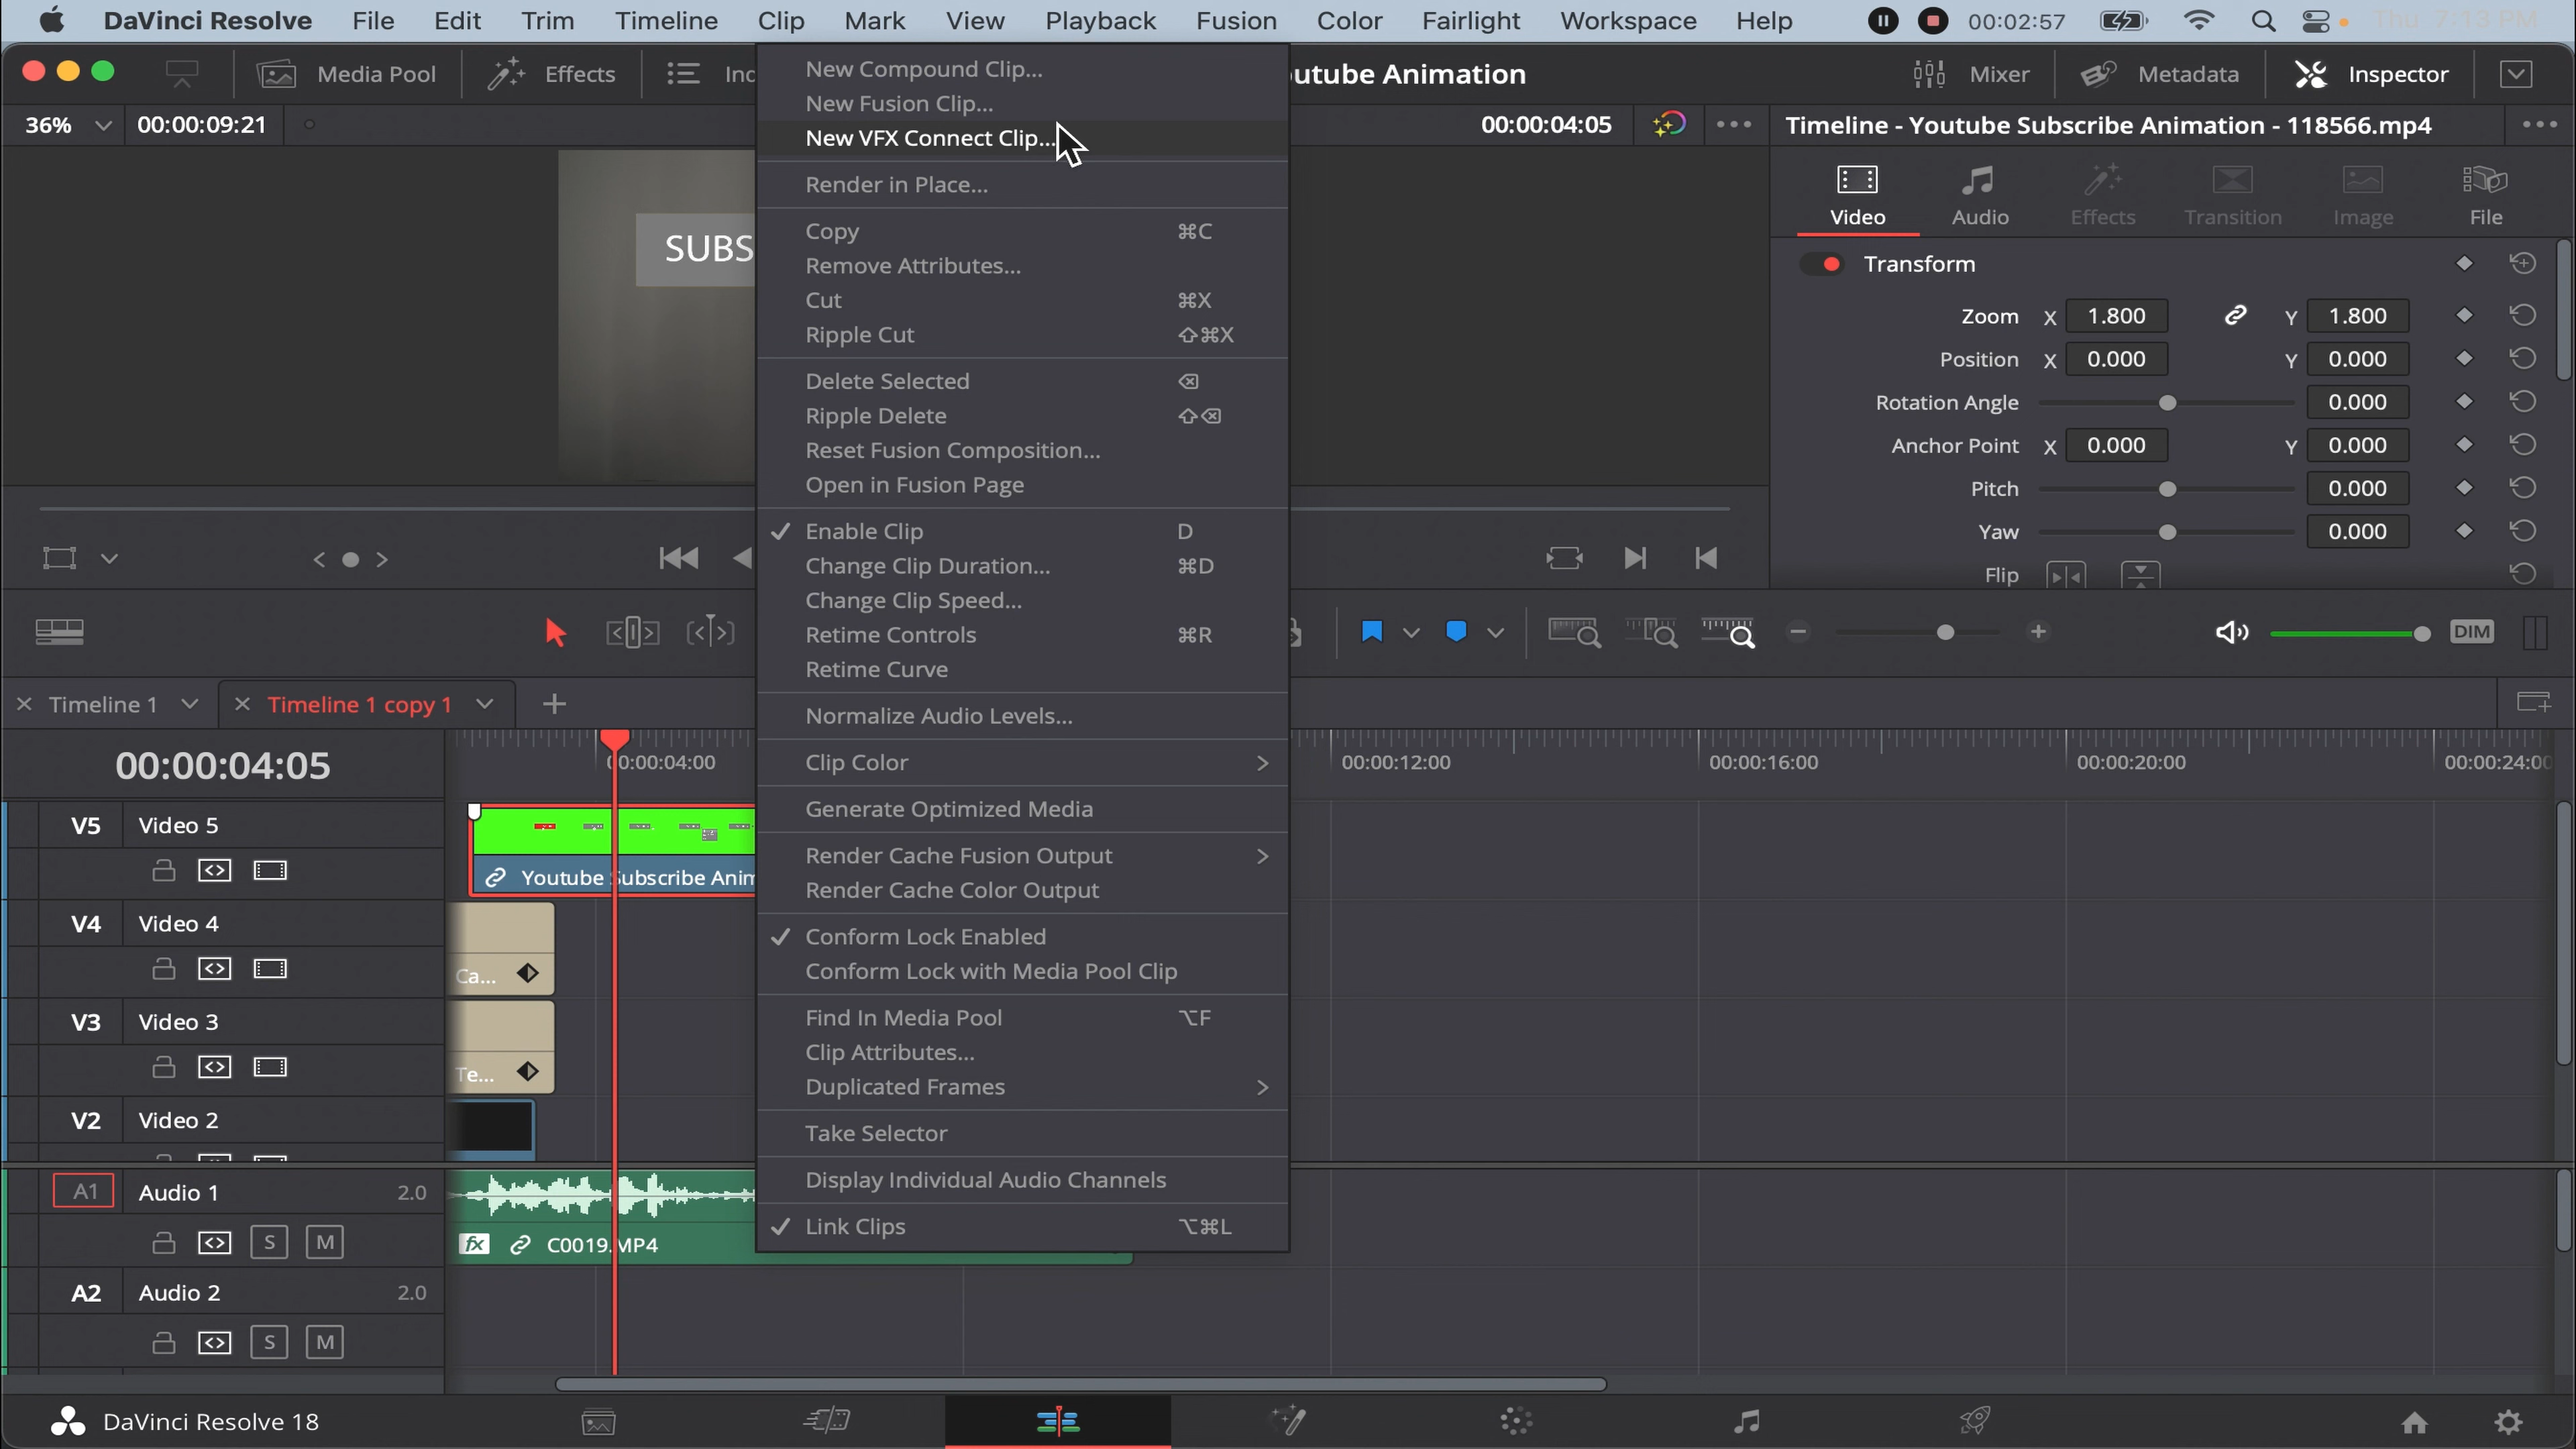 DaVinci Resolve File Edit Trim Timeline Clip Mark View Playback Fusion Color Fairlight Workspace Help 00:02:57 Thu 7:13 PM
Media Pool Effects Inc outube Animation Mixer Metadata Inspector
36% 00:00:09:21 00:00:04:05 Timeline - Youtube Subscribe Animation - 118566.mp4
SUBS
New Compound Clip...
New Fusion Clip...
New VFX Connect Clip...
Render in Place...
Copy ⌘C
Remove Attributes...
Cut ⌘X
Ripple Cut ⇧⌘X
Delete Selected ⌫
Ripple Delete ⇧⌫
Reset Fusion Composition...
Open in Fusion Page
Enable Clip D
Change Clip Duration... ⌘D
Change Clip Speed...
Retime Controls ⌘R
Retime Curve
Normalize Audio Levels...
Clip Color
Generate Optimized Media
Render Cache Fusion Output
Render Cache Color Output
Conform Lock Enabled
Conform Lock with Media Pool Clip
Find In Media Pool ⌥F
Clip Attributes...
Duplicated Frames
Take Selector
Display Individual Audio Channels
Link Clips ⌥⌘L
Video Audio Effects Transition Image File
Transform
Zoom X 1.800 Y 1.800
Position X 0.000 Y 0.000
Rotation Angle 0.000
Anchor Point X 0.000 Y 0.000
Pitch 0.000
Yaw 0.000
Flip
DIM
Timeline 1 Timeline 1 copy 1
00:00:04:05 00:00:04:00 00:00:12:00 00:00:16:00 00:00:20:00 00:00:24:00
V5 Video 5
Youtube Subscribe Anim
V4 Video 4
Ca...
V3 Video 3
Te...
V2 Video 2
A1 Audio 1 2.0
S M
fx C0019.MP4
A2 Audio 2 2.0
S M
DaVinci Resolve 18